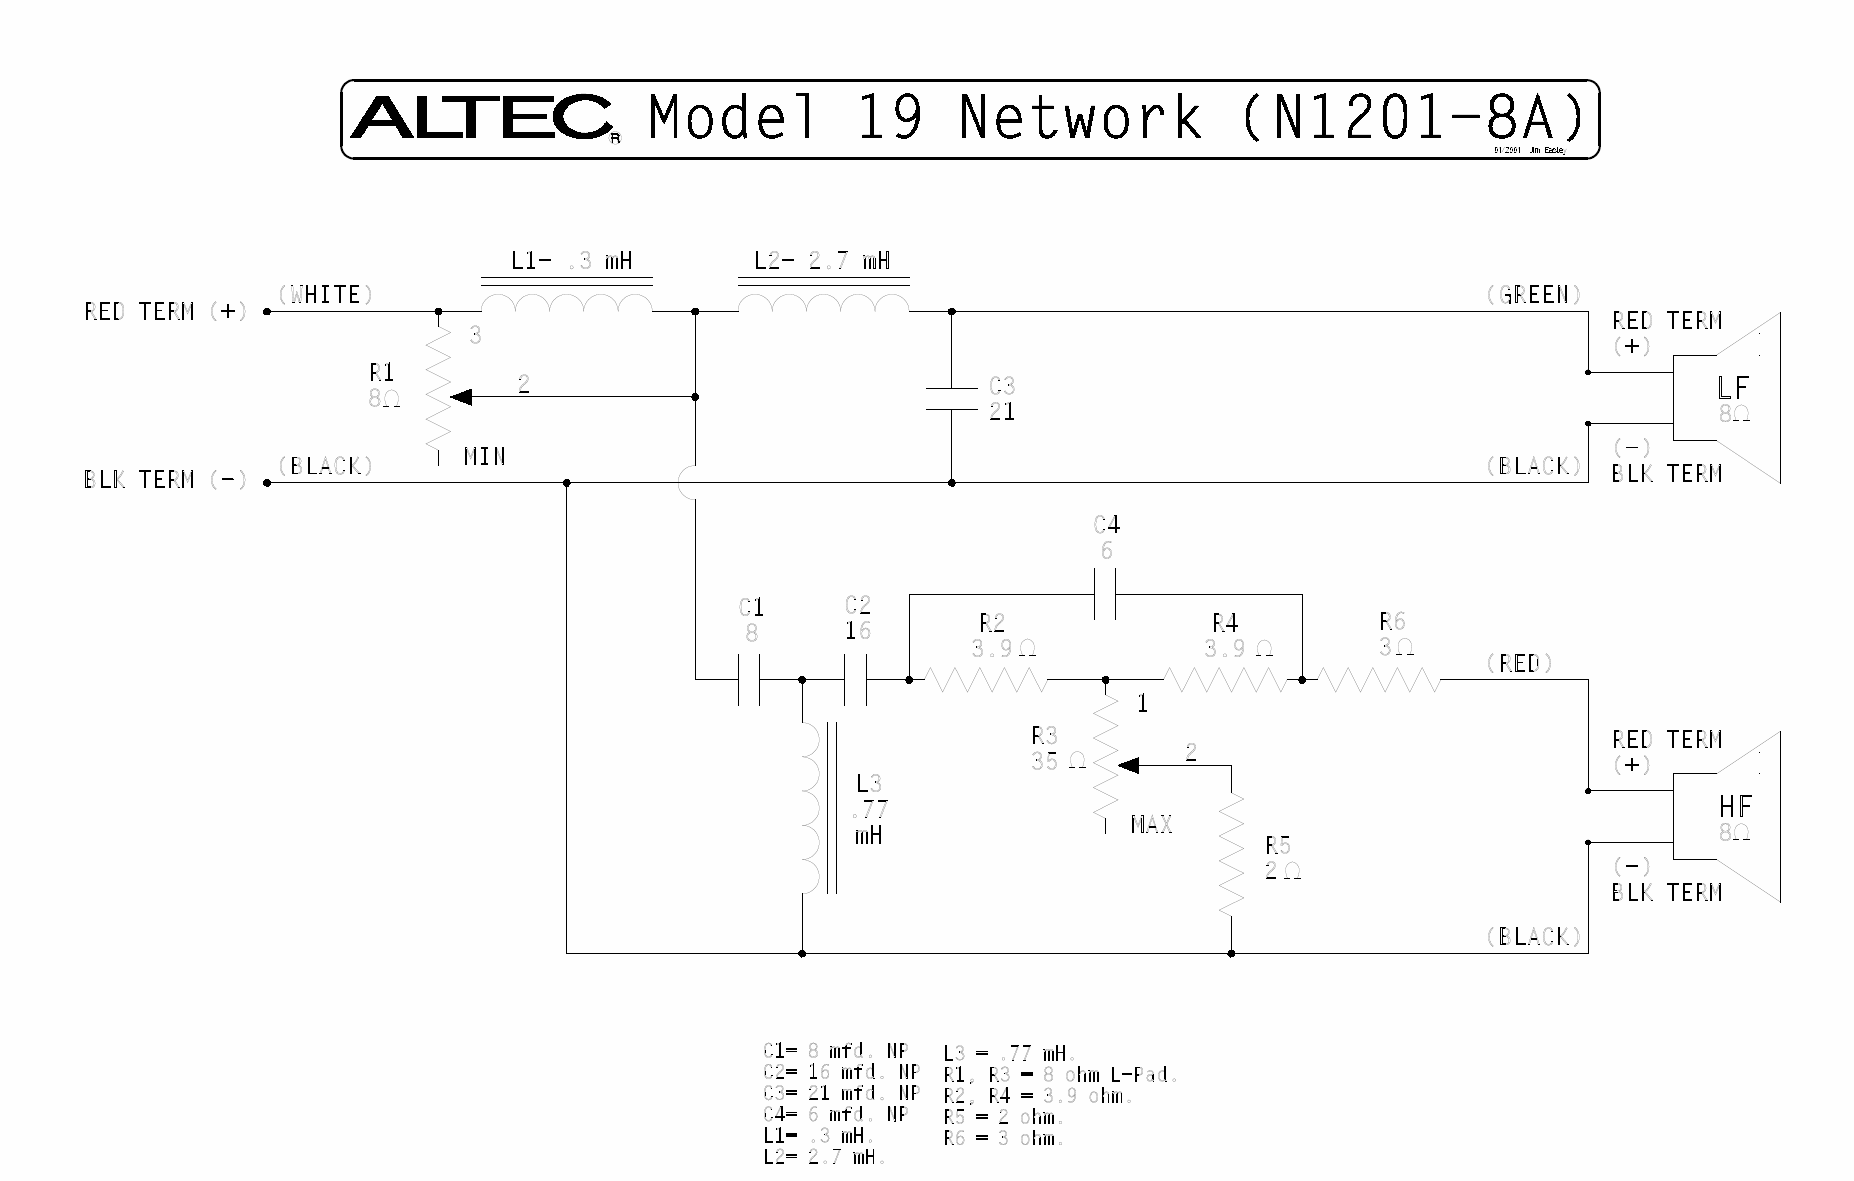 ALTEC® Model 19 Network (N1201-8A)
01/2001 Jim Easley
L1- .3 mH
L2- 2.7 mH
RED TERM (+)
(WHITE)
(GREEN)
RED TERM
(+)
3
R1
8Ω
2
C3
21
LF
8Ω
MIN
BLK TERM (-)
(BLACK)
(BLACK)
(-)
BLK TERM
C4
6
C1
8
C2
16
R2
3.9Ω
R4
3.9 Ω
R6
3Ω
(RED)
1
R3
35 Ω
2
RED TERM
(+)
L3
.77
mH
MAX
HF
8Ω
R5
2Ω
(-)
BLK TERM
(BLACK)
C1= 8 mfd. NP
C2= 16 mfd. NP
C3= 21 mfd. NP
C4= 6 mfd. NP
L1= .3 mH.
L2= 2.7 mH.
L3 = .77 mH.
R1, R3 = 8 ohm L-Pad.
R2, R4 = 3.9 ohm.
R5 = 2 ohm.
R6 = 3 ohm.